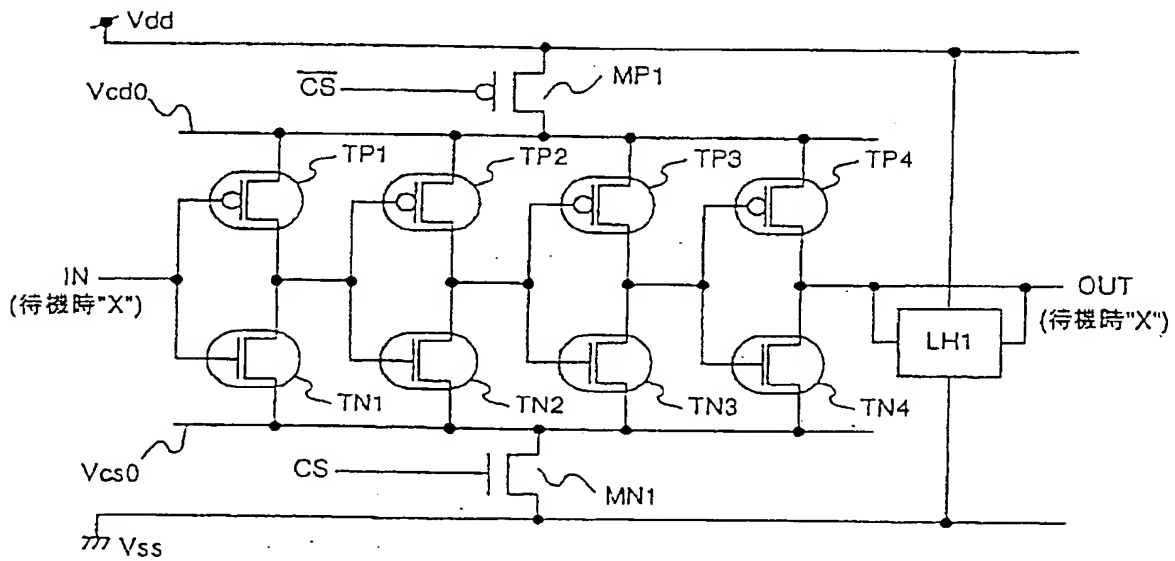 Vdd
CS
MP1
Vcd0
TP1
TP2
TP3
TP4
IN
(待機時"X")
OUT
(待機時"X")
LH1
TN1
TN2
TN3
TN4
Vcs0
CS
MN1
Vss